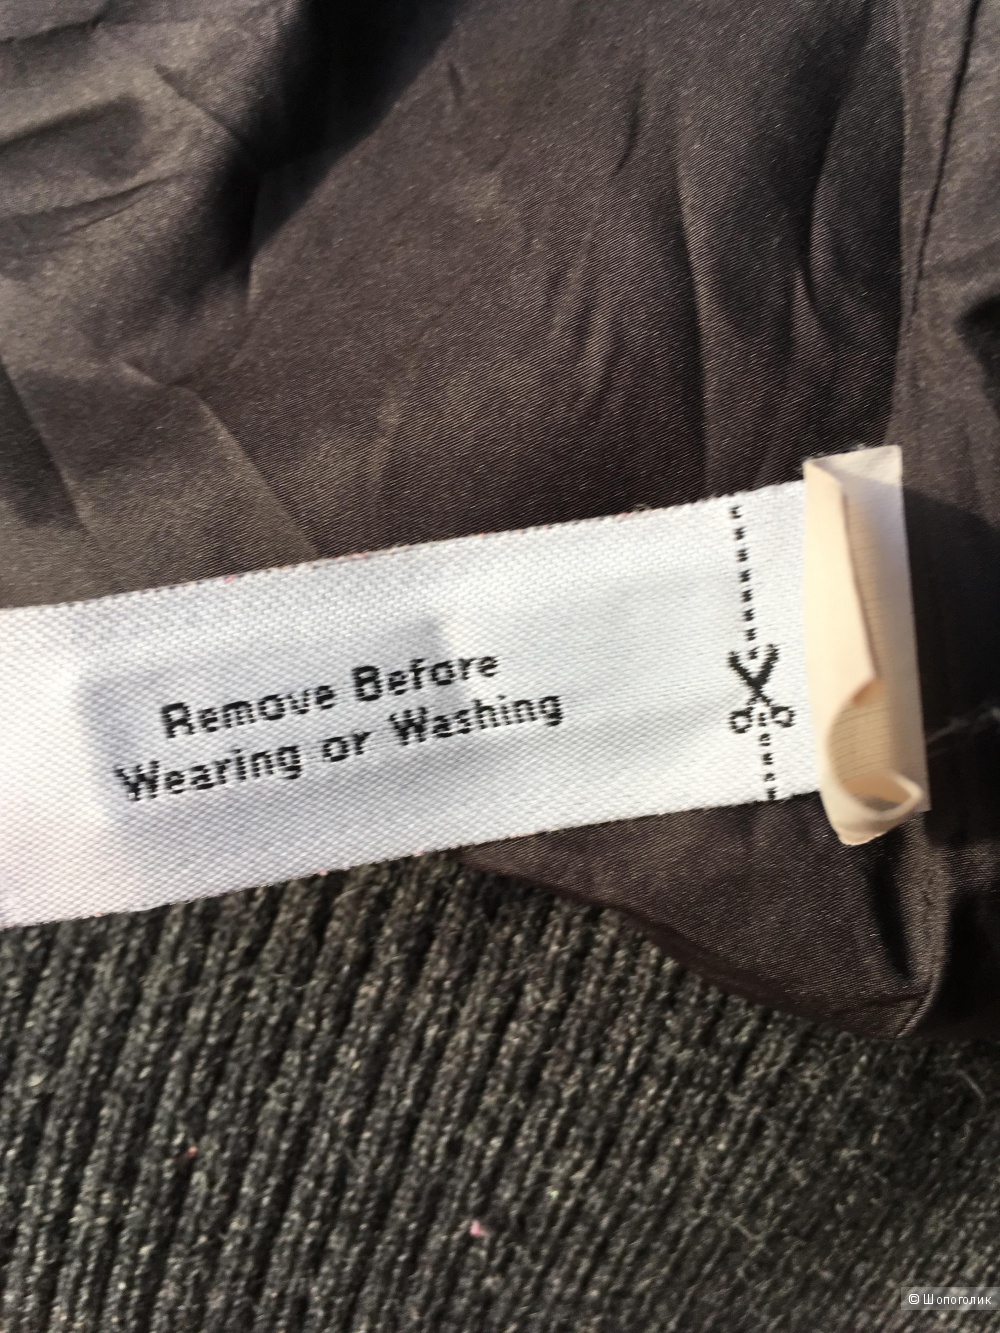 Remove Before
Wearing or Washing
© Шопоголик